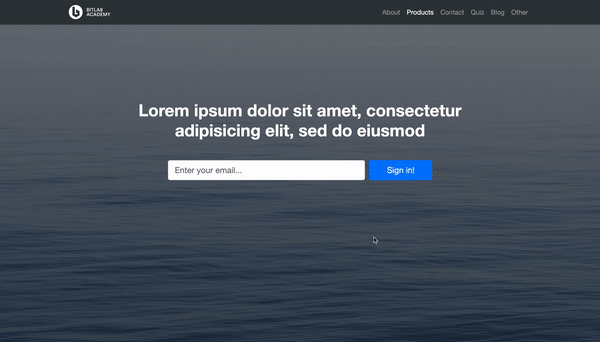 BITLAB
ACADEMY
About Products Contact Quiz Blog Other
Lorem ipsum dolor sit amet, consectetur
adipisicing elit, sed do eiusmod
Enter your email... Sign in!